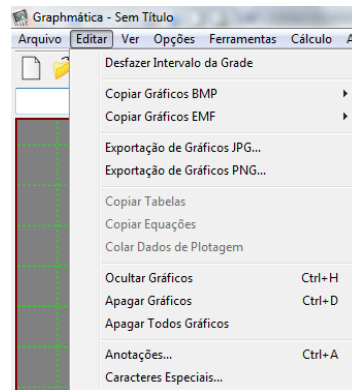 Graphmática - Sem Título
Arquivo Editar Ver Opções Ferramentas Cálculo A
Desfazer Intervalo da Grade
Copiar Gráficos BMP
Copiar Gráficos EMF
Exportação de Gráficos JPG...
Exportação de Gráficos PNG...
Copiar Tabelas
Copiar Equações
Colar Dados de Plotagem
Ocultar Gráficos Ctrl+H
Apagar Gráficos Ctrl+D
Apagar Todos Gráficos
Anotações... Ctrl+A
Caracteres Especiais...